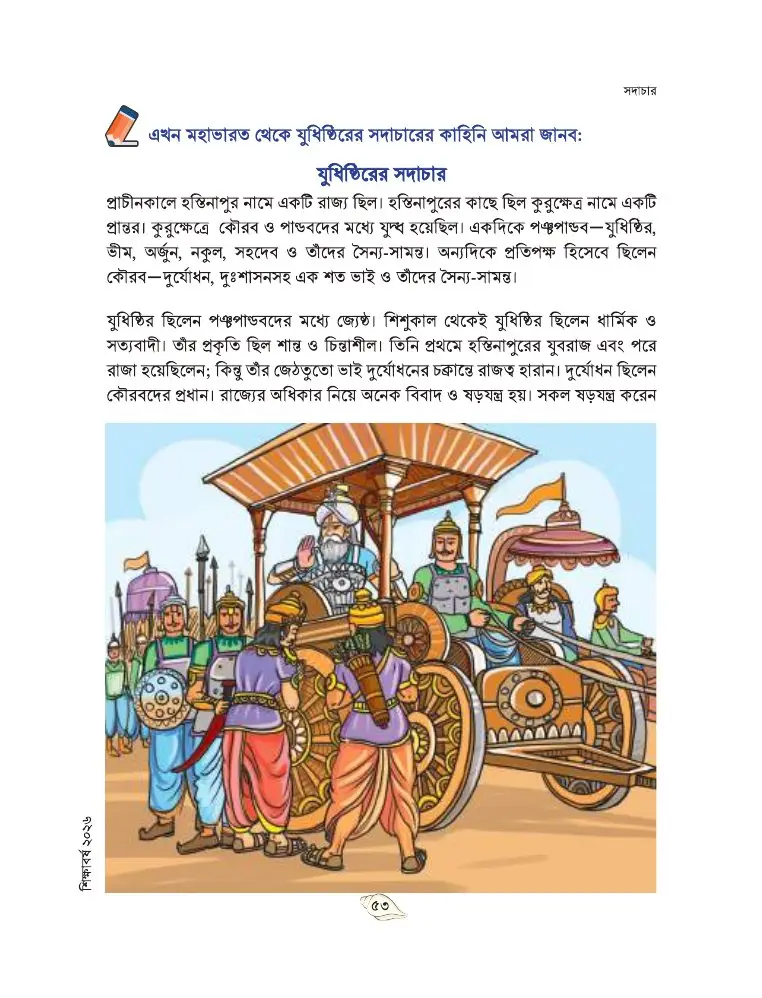 সদাচার
এখন মহাভারত থেকে যুধিষ্ঠিরের সদাচারের কাহিনি আমরা জানব:
যুধিষ্ঠিরের সদাচার
প্রাচীনকালে হস্তিনাপুর নামে একটি রাজ্য ছিল। হস্তিনাপুরের কাছে ছিল কুরুক্ষেত্র নামে একটি
প্রান্তর। কুরুক্ষেত্রে কৌরব ও পান্ডবদের মধ্যে যুদ্ধ হয়েছিল। একদিকে পঞ্চপান্ডব—যুধিষ্ঠির,
ভীম, অর্জুন, নকুল, সহদেব ও তাঁদের সৈন্য-সামন্ত। অন্যদিকে প্রতিপক্ষ হিসেবে ছিলেন
কৌরব—দুর্যোধন, দুঃশাসনসহ এক শত ভাই ও তাঁদের সৈন্য-সামন্ত।
যুধিষ্ঠির ছিলেন পঞ্চপান্ডবদের মধ্যে জ্যেষ্ঠ। শিশুকাল থেকেই যুধিষ্ঠির ছিলেন ধার্মিক ও
সত্যবাদী। তাঁর প্রকৃতি ছিল শান্ত ও চিন্তাশীল। তিনি প্রথমে হস্তিনাপুরের যুবরাজ এবং পরে
রাজা হয়েছিলেন; কিন্তু তাঁর জেঠতুতো ভাই দুর্যোধনের চক্রান্তে রাজত্ব হারান। দুর্যোধন ছিলেন
কৌরবদের প্রধান। রাজ্যের অধিকার নিয়ে অনেক বিবাদ ও ষড়যন্ত্র হয়। সকল ষড়যন্ত্র করেন
শিক্ষাবর্ষ ২০২৬
৫৩